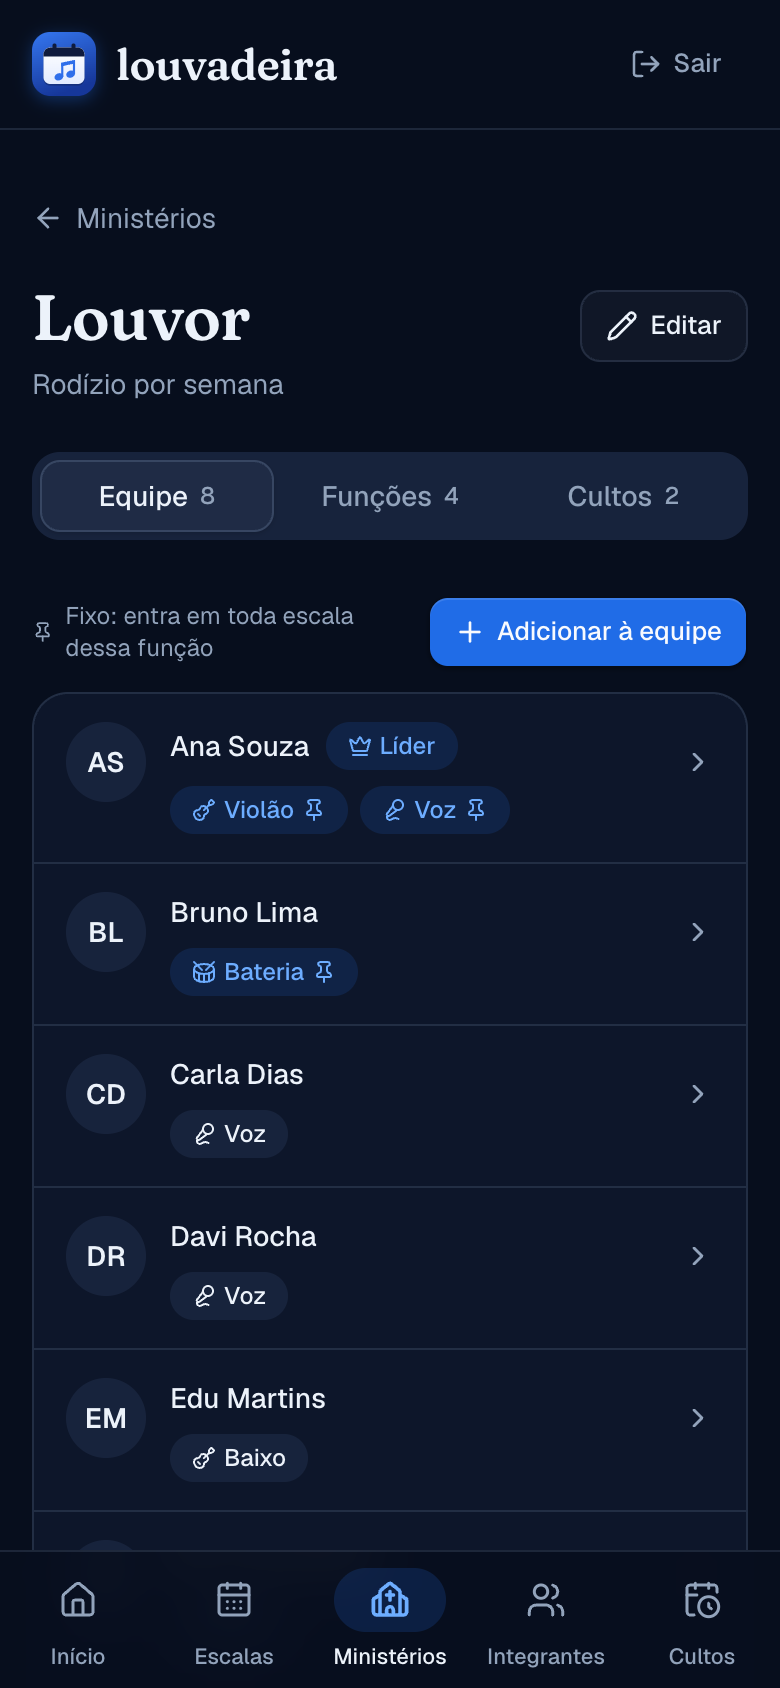 louvadeira
Sair
Ministérios
Louvor
Editar
Rodízio por semana
Equipe 8
Funções 4
Cultos 2
Fixo: entra em toda escala
dessa função
Adicionar à equipe
AS
Ana Souza
Líder
Violão
Voz
BL
Bruno Lima
Bateria
CD
Carla Dias
Voz
DR
Davi Rocha
Voz
EM
Edu Martins
Baixo
Início
Escalas
Ministérios
Integrantes
Cultos